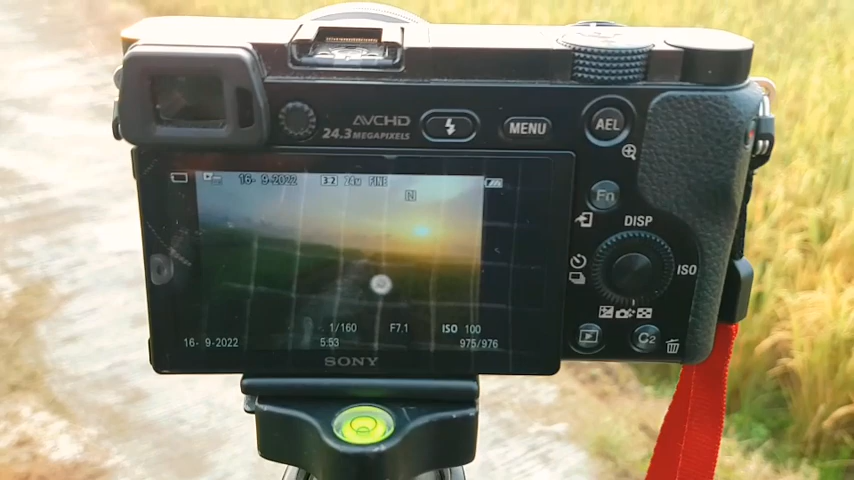 AVCHD
24.3 MEGAPIXELS
MENU
AEL
Fn
DISP
ISO
C2
16- 9-2022 3:2 24M FINE
N
1/160 F7.1 ISO 100
16- 9-2022 5:53 975/976
SONY